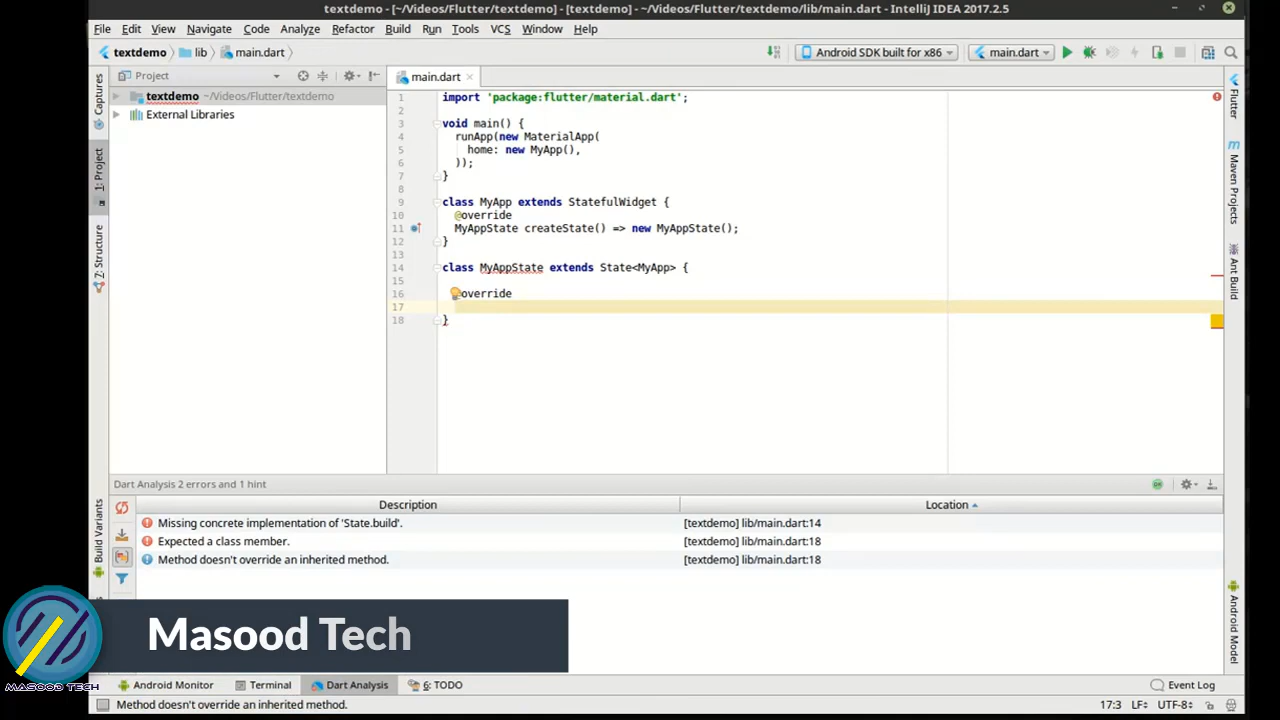 textdemo - [~/Videos/Flutter/textdemo] - [textdemo] - ~/Videos/Flutter/textdemo/lib/main.dart - IntelliJ IDEA 2017.2.5
File Edit View Navigate Code Analyze Refactor Build Run Tools VCS Window Help
textdemo lib main.dart Android SDK built for x86 main.dart
Project main.dart
textdemo ~/Videos/Flutter/textdemo
External Libraries
Captures
1: Project
7: Structure
Build Variants
1 import 'package:flutter/material.dart';
2
3 void main() {
4 runApp(new MaterialApp(
5 home: new MyApp(),
6 ));
7 }
8
9 class MyApp extends StatefulWidget {
10 @override
11 MyAppState createState() => new MyAppState();
12 }
13
14 class MyAppState extends State<MyApp> {
15
16 override
17
18 }
Flutter
Maven Projects
Ant Build
Android Model
Dart Analysis 2 errors and 1 hint
Description Location
Missing concrete implementation of 'State.build'. [textdemo] lib/main.dart:14
Expected a class member. [textdemo] lib/main.dart:18
Method doesn't override an inherited method. [textdemo] lib/main.dart:18
Masood Tech
MASOOD TECH
Android Monitor Terminal Dart Analysis 6: TODO Event Log
Method doesn't override an inherited method. 17:3 LF UTF-8